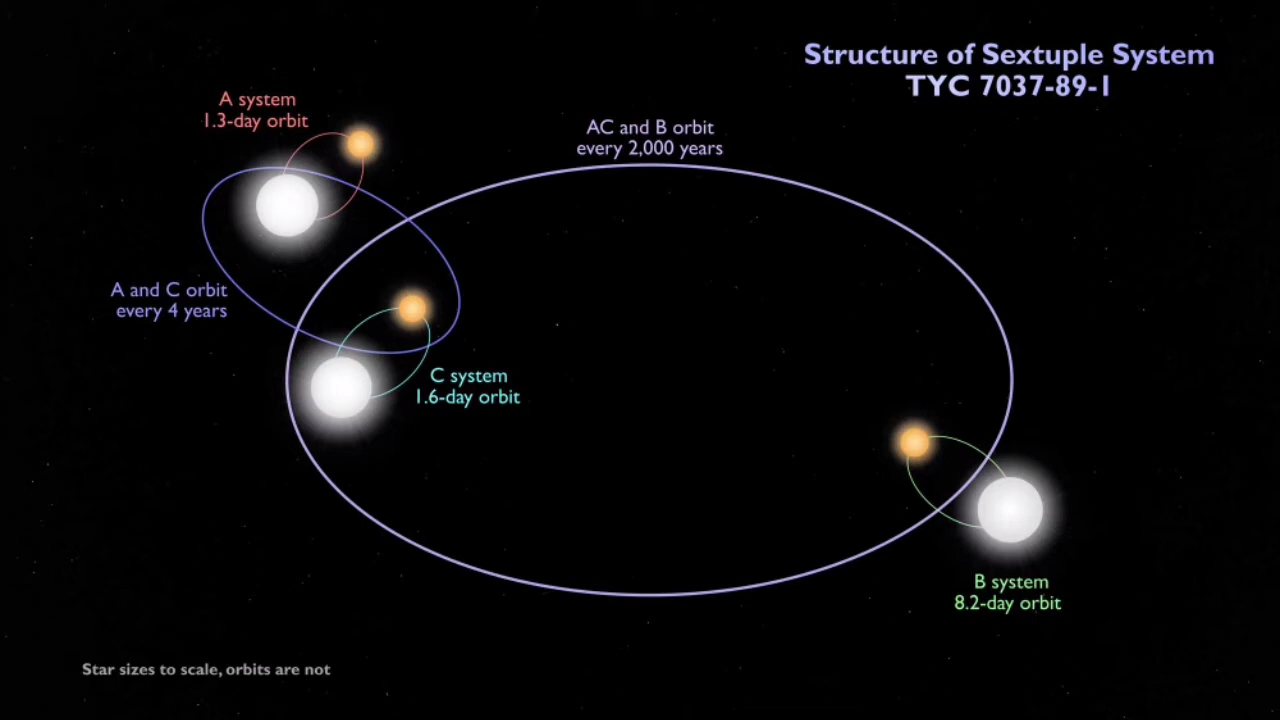 Structure of Sextuple System
TYC 7037-89-1
A system
1.3-day orbit
AC and B orbit
every 2,000 years
A and C orbit
every 4 years
C system
1.6-day orbit
B system
8.2-day orbit
Star sizes to scale, orbits are not